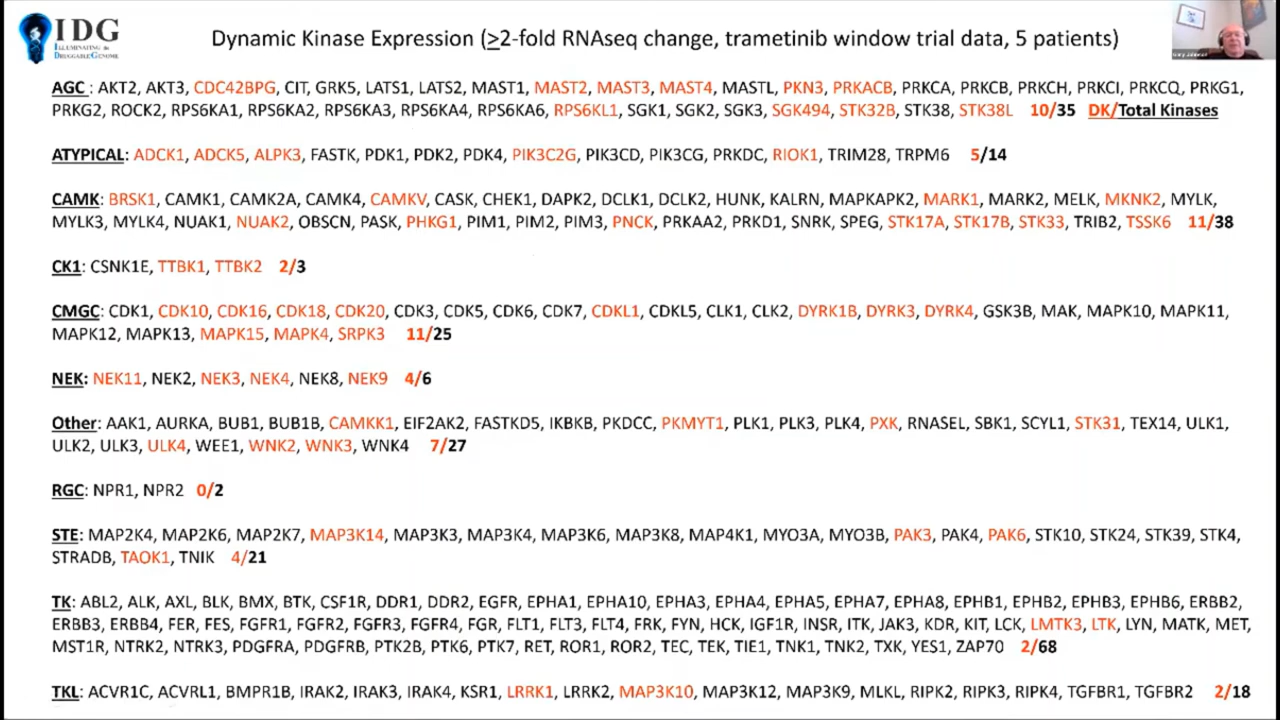 IDG
ILLUMINATING the
DRUGGABLE GENOME
Dynamic Kinase Expression (≥2-fold RNAseq change, trametinib window trial data, 5 patients)
AGC : AKT2, AKT3, CDC42BPG, CIT, GRK5, LATS1, LATS2, MAST1, MAST2, MAST3, MAST4, MASTL, PKN3, PRKACB, PRKCA, PRKCB, PRKCH, PRKCI, PRKCQ, PRKG1,
PRKG2, ROCK2, RPS6KA1, RPS6KA2, RPS6KA3, RPS6KA4, RPS6KA6, RPS6KL1, SGK1, SGK2, SGK3, SGK494, STK32B, STK38, STK38L 10/35 DK/Total Kinases
ATYPICAL: ADCK1, ADCK5, ALPK3, FASTK, PDK1, PDK2, PDK4, PIK3C2G, PIK3CD, PIK3CG, PRKDC, RIOK1, TRIM28, TRPM6 5/14
CAMK: BRSK1, CAMK1, CAMK2A, CAMK4, CAMKV, CASK, CHEK1, DAPK2, DCLK1, DCLK2, HUNK, KALRN, MAPKAPK2, MARK1, MARK2, MELK, MKNK2, MYLK,
MYLK3, MYLK4, NUAK1, NUAK2, OBSCN, PASK, PHKG1, PIM1, PIM2, PIM3, PNCK, PRKAA2, PRKD1, SNRK, SPEG, STK17A, STK17B, STK33, TRIB2, TSSK6 11/38
CK1: CSNK1E, TTBK1, TTBK2 2/3
CMGC: CDK1, CDK10, CDK16, CDK18, CDK20, CDK3, CDK5, CDK6, CDK7, CDKL1, CDKL5, CLK1, CLK2, DYRK1B, DYRK3, DYRK4, GSK3B, MAK, MAPK10, MAPK11,
MAPK12, MAPK13, MAPK15, MAPK4, SRPK3 11/25
NEK: NEK11, NEK2, NEK3, NEK4, NEK8, NEK9 4/6
Other: AAK1, AURKA, BUB1, BUB1B, CAMKK1, EIF2AK2, FASTKD5, IKBKB, PKDCC, PKMYT1, PLK1, PLK3, PLK4, PXK, RNASEL, SBK1, SCYL1, STK31, TEX14, ULK1,
ULK2, ULK3, ULK4, WEE1, WNK2, WNK3, WNK4 7/27
RGC: NPR1, NPR2 0/2
STE: MAP2K4, MAP2K6, MAP2K7, MAP3K14, MAP3K3, MAP3K4, MAP3K6, MAP3K8, MAP4K1, MYO3A, MYO3B, PAK3, PAK4, PAK6, STK10, STK24, STK39, STK4,
STRADB, TAOK1, TNIK 4/21
TK: ABL2, ALK, AXL, BLK, BMX, BTK, CSF1R, DDR1, DDR2, EGFR, EPHA1, EPHA10, EPHA3, EPHA4, EPHA5, EPHA7, EPHA8, EPHB1, EPHB2, EPHB3, EPHB6, ERBB2,
ERBB3, ERBB4, FER, FES, FGFR1, FGFR2, FGFR3, FGFR4, FGR, FLT1, FLT3, FLT4, FRK, FYN, HCK, IGF1R, INSR, ITK, JAK3, KDR, KIT, LCK, LMTK3, LTK, LYN, MATK, MET,
MST1R, NTRK2, NTRK3, PDGFRA, PDGFRB, PTK2B, PTK6, PTK7, RET, ROR1, ROR2, TEC, TEK, TIE1, TNK1, TNK2, TXK, YES1, ZAP70 2/68
TKL: ACVR1C, ACVRL1, BMPR1B, IRAK2, IRAK3, IRAK4, KSR1, LRRK1, LRRK2, MAP3K10, MAP3K12, MAP3K9, MLKL, RIPK2, RIPK3, RIPK4, TGFBR1, TGFBR2 2/18